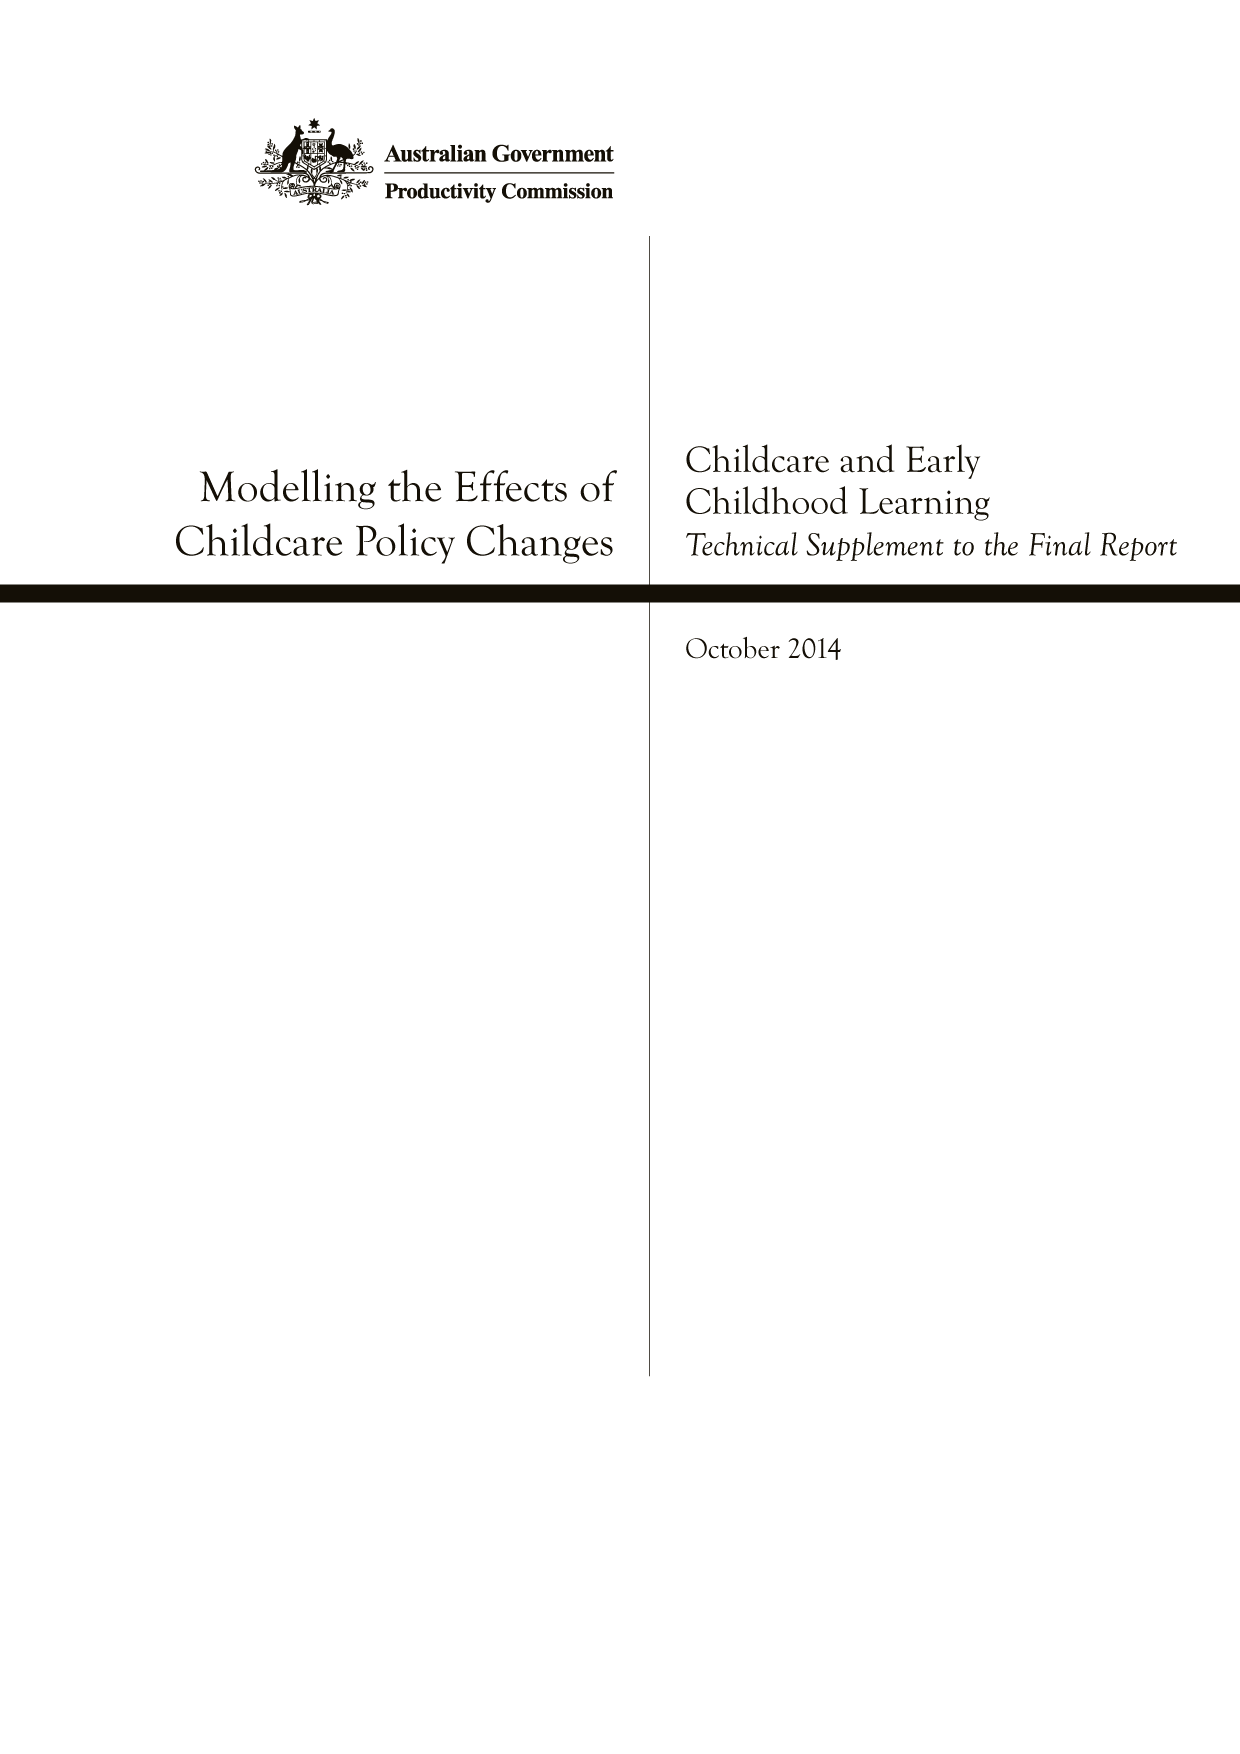 AUSTRALIA
Australian Government
Productivity Commission
Modelling the Effects of
Childcare Policy Changes
Childcare and Early
Childhood Learning
Technical Supplement to the Final Report
October 2014